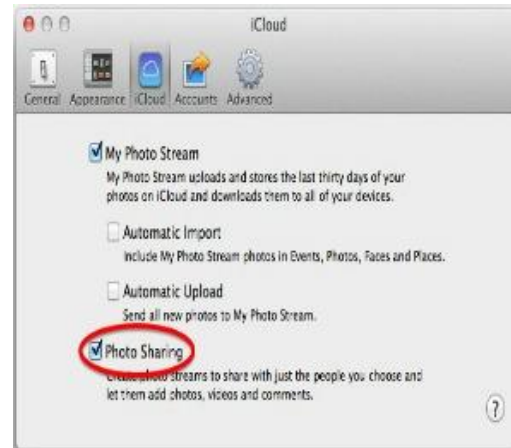 iCloud
General Appearance iCloud Accounts Advanced
My Photo Stream
My Photo Stream uploads and stores the last thirty days of your
photos on iCloud and downloads them to all of your devices.
Automatic Import
Include My Photo Stream photos in Events, Photos, Faces and Places.
Automatic Upload
Send all new photos to My Photo Stream.
Photo Sharing
Create photo streams to share with just the people you choose and
let them add photos, videos and comments.
?